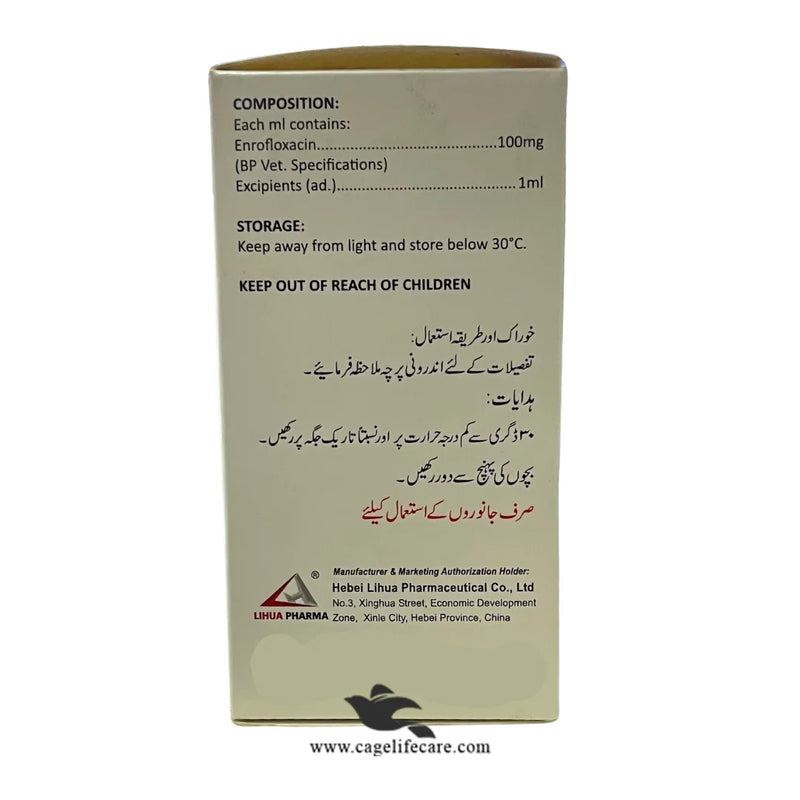 COMPOSITION:
Each ml contains:
Enrofloxacin..........................................100mg
(BP Vet. Specifications)
Excipients (ad.)..........................................1ml
STORAGE:
Keep away from light and store below 30°C.
KEEP OUT OF REACH OF CHILDREN
خوراک اور طریقہ استعمال:
تفصیلات کے لئے اندرونی پرچہ ملاحظہ فرمائیے۔
ہدایات:
۳۰ ڈگری سے کم درجہ حرارت پر اور نسبتاً تاریک جگہ پر رکھیں۔
بچوں کی پہنچ سے دور رکھیں۔
صرف جانوروں کے استعمال کیلئے
Manufacturer & Marketing Authorization Holder:
Hebei Lihua Pharmaceutical Co., Ltd
No.3, Xinghua Street, Economic Development
Zone, Xinle City, Hebei Province, China
®
LIHUA PHARMA
www.cagelifecare.com